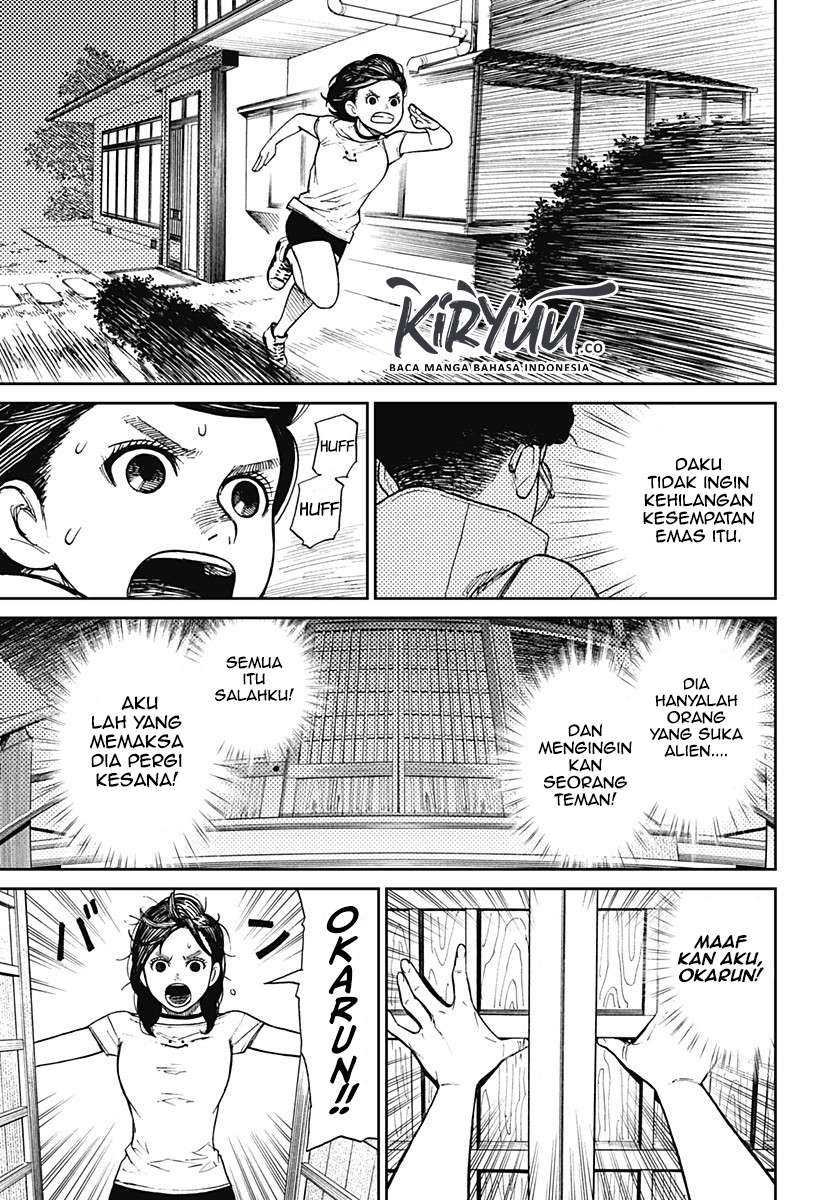 KIRYUU.CO
BACA MANGA BAHASA INDONESIA
DAKU
TIDAK INGIN
KEHILANGAN
KESEMPATAN
EMAS ITU.
HUFF
HUFF
DIA
HANYALAH
ORANG
YANG SUKA
ALIEN....
DAN
MENGINGIN
KAN
SEORANG
TEMAN!
SEMUA
ITU
SALAHKU!
AKU
LAH YANG
MEMAKSA
DIA PERGI
KESANA!
MAAF
KAN AKU,
OKARUN!
OKARUN!!
バン